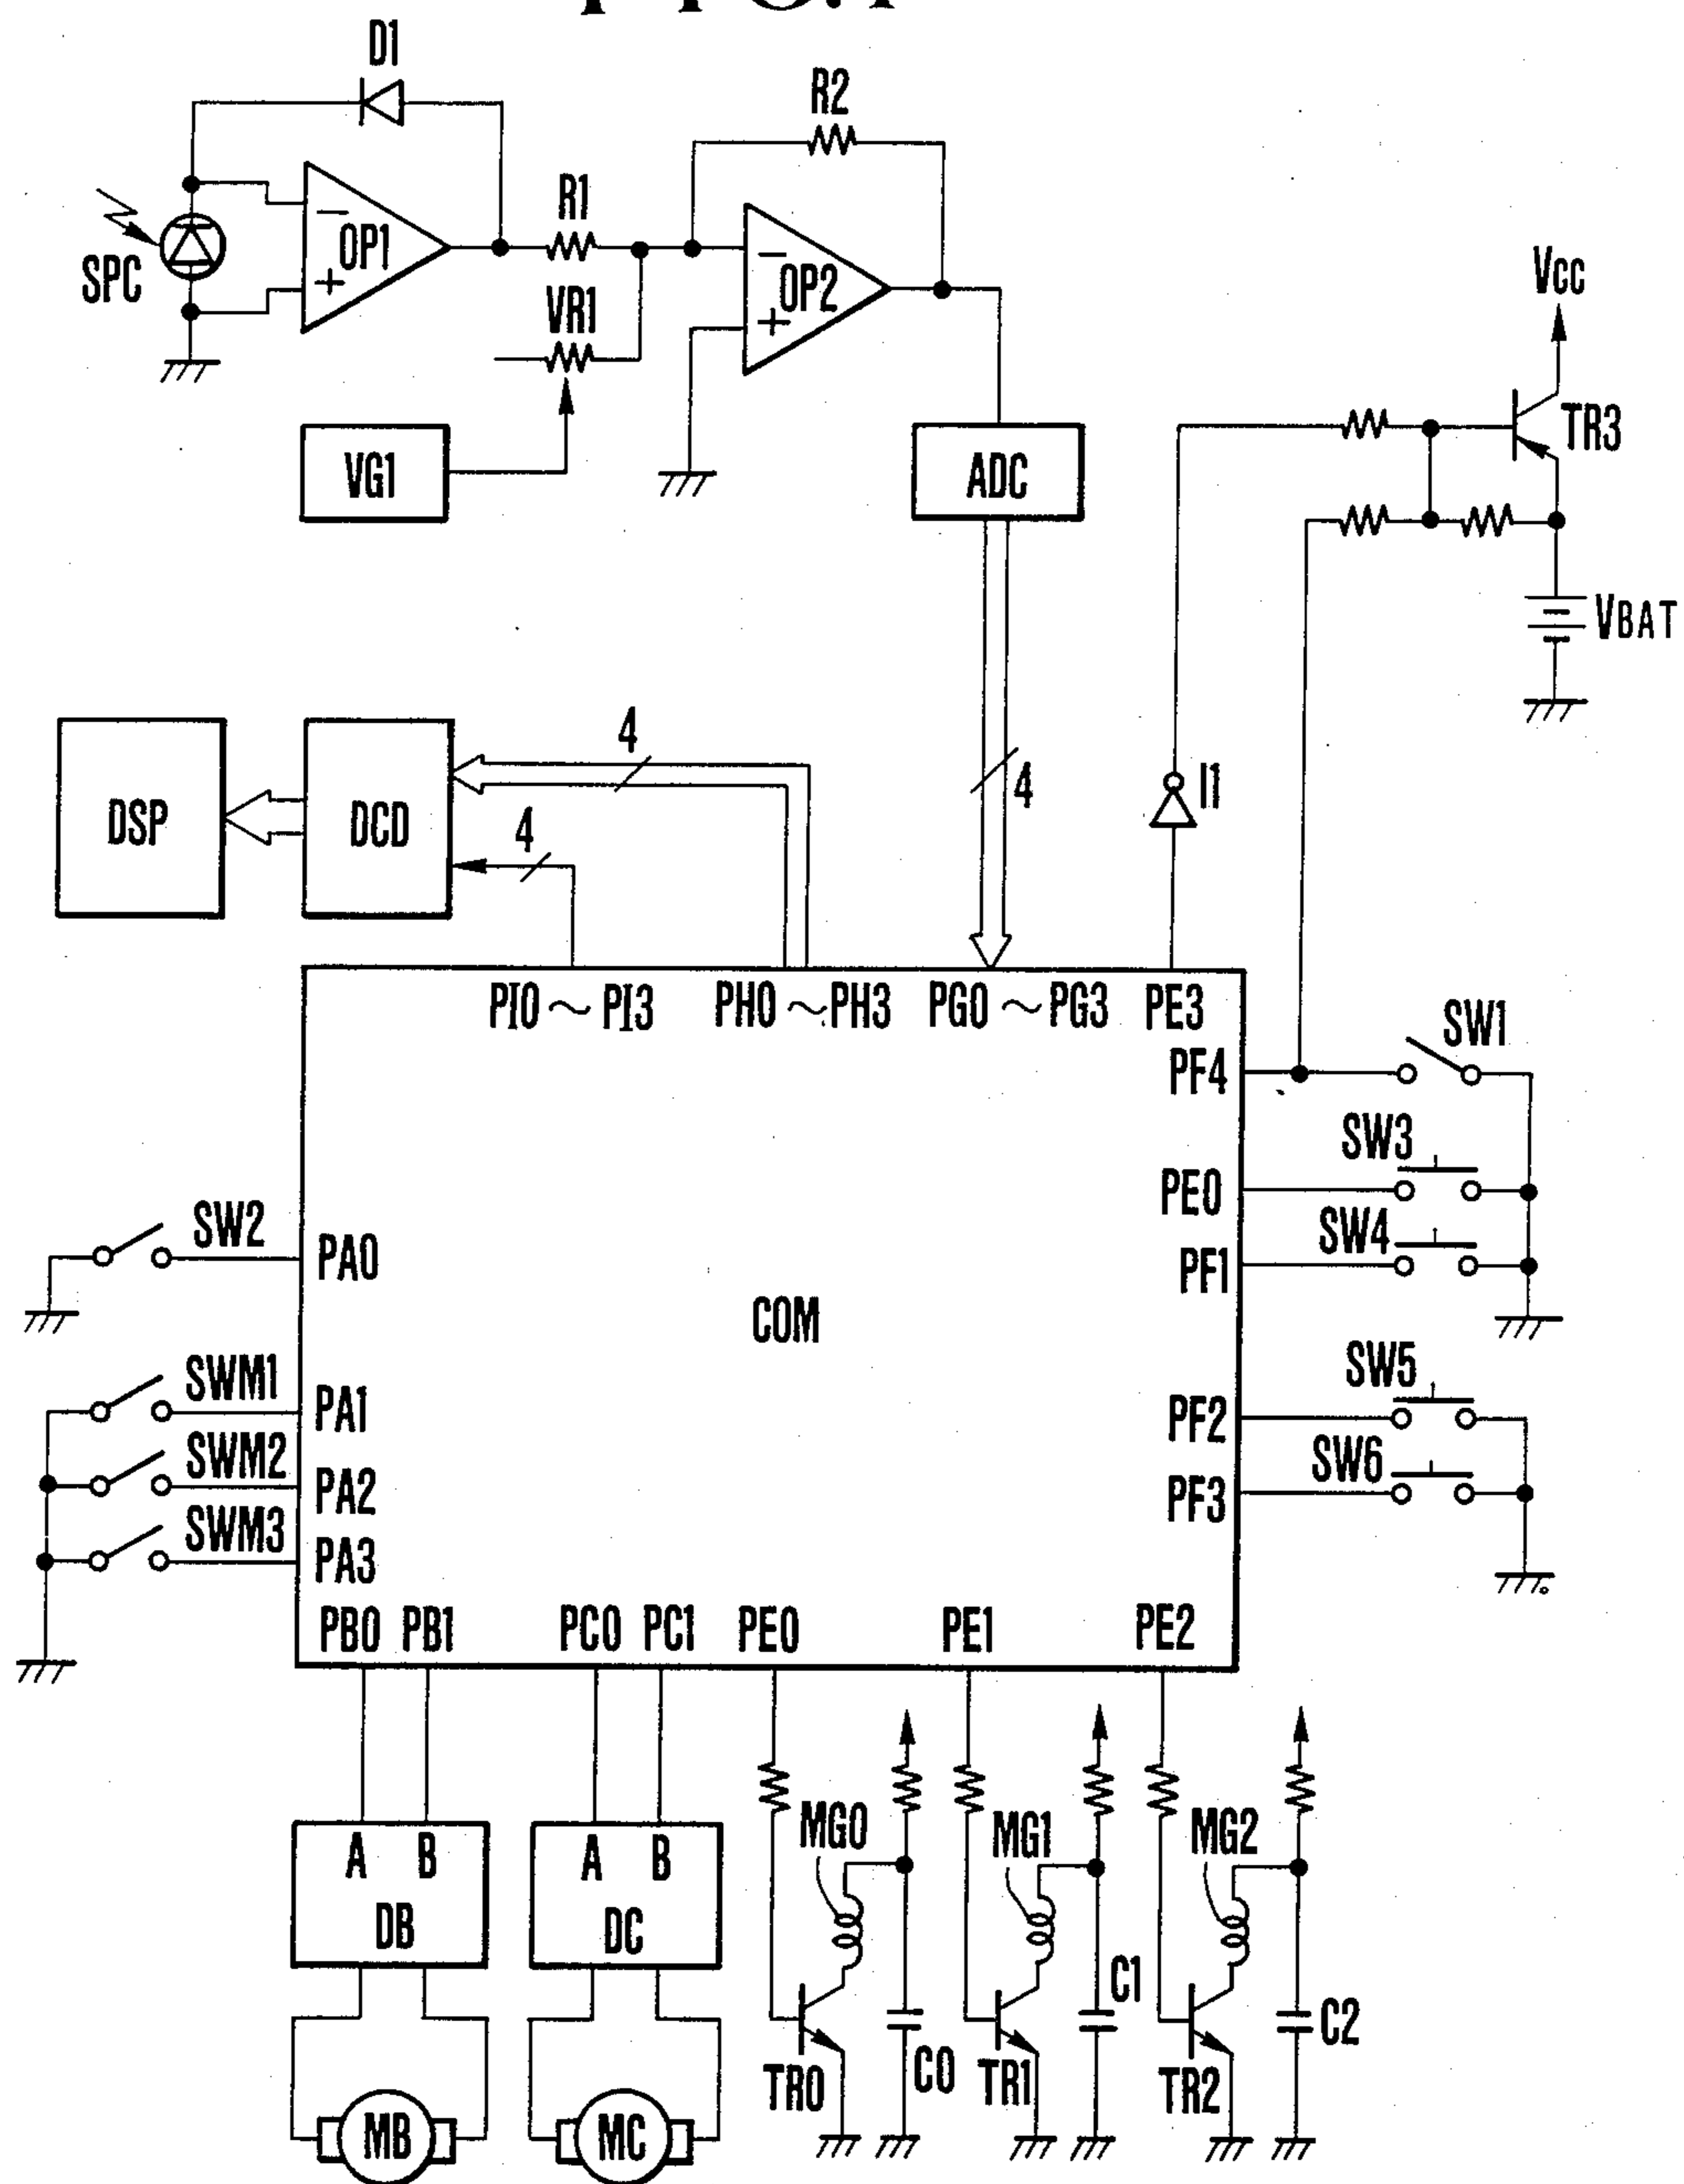 D1
R2
R1
OP1
SPC
VR1
OP2
VCC
TR3
VG1
ADC
VBAT
4
4
I1
DSP
DCD
4
PI0 ~ PI3 PH0 ~ PH3 PG0 ~ PG3 PE3
SW1
PF4
SW3
PE0
SW2
SW4
PA0
PF1
COM
SW5
SWM1
PA1
PF2
SWM2
SW6
PA2
PF3
SWM3
PA3
PB0 PB1 PC0 PC1 PE0 PE1 PE2
MG0 MG1 MG2
A B A B
DB DC
C1
C2
TR0 C0 TR1 TR2
MB MC